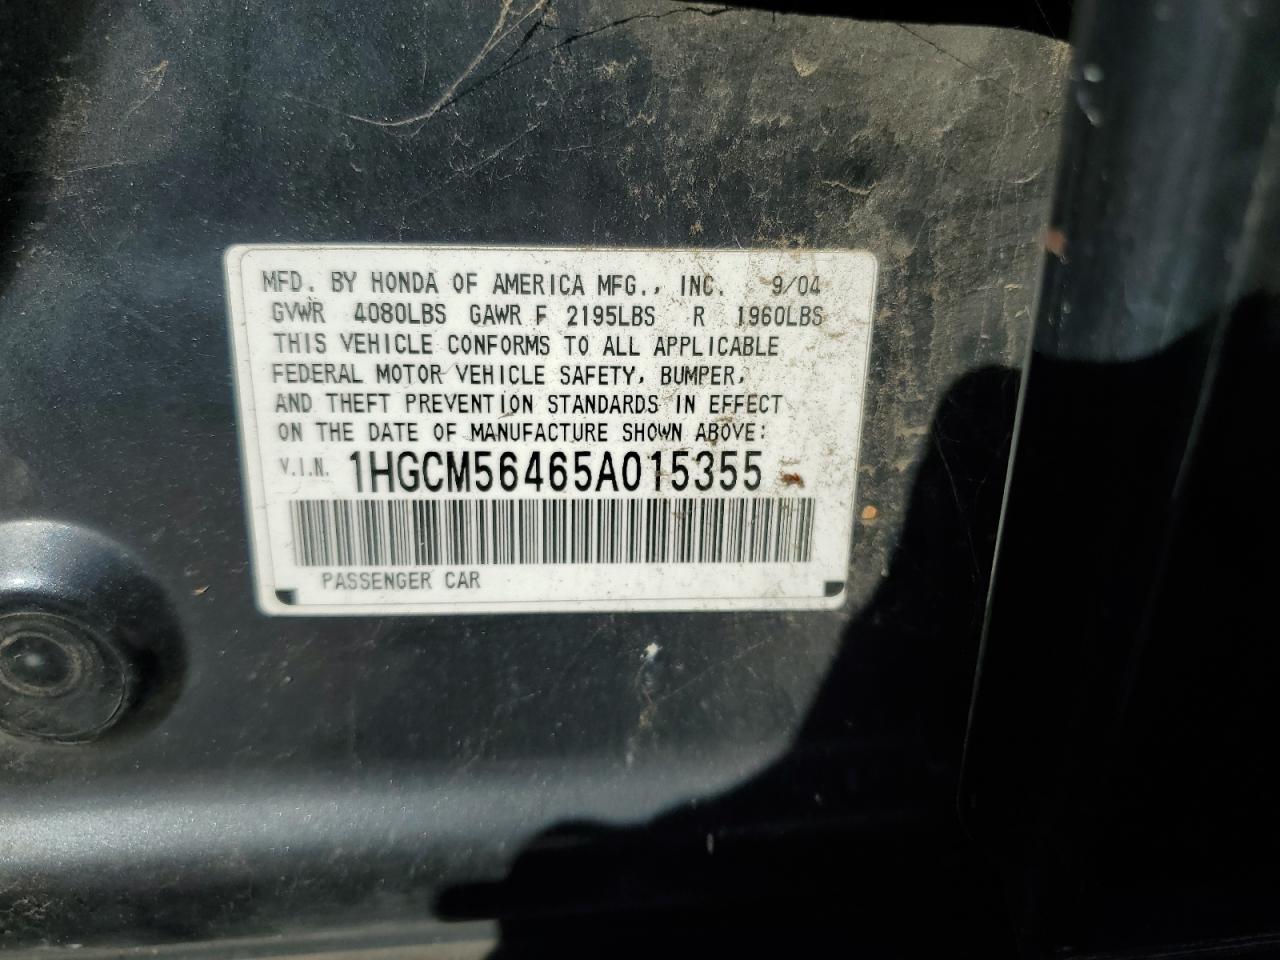 MFD. BY HONDA OF AMERICA MFG., INC. 9/04
GVWR 4080LBS GAWR F 2195LBS R 1960LBS
THIS VEHICLE CONFORMS TO ALL APPLICABLE
FEDERAL MOTOR VEHICLE SAFETY, BUMPER,
AND THEFT PREVENTION STANDARDS IN EFFECT
ON THE DATE OF MANUFACTURE SHOWN ABOVE:
V.I.N. 1HGCM56465A015355
PASSENGER CAR